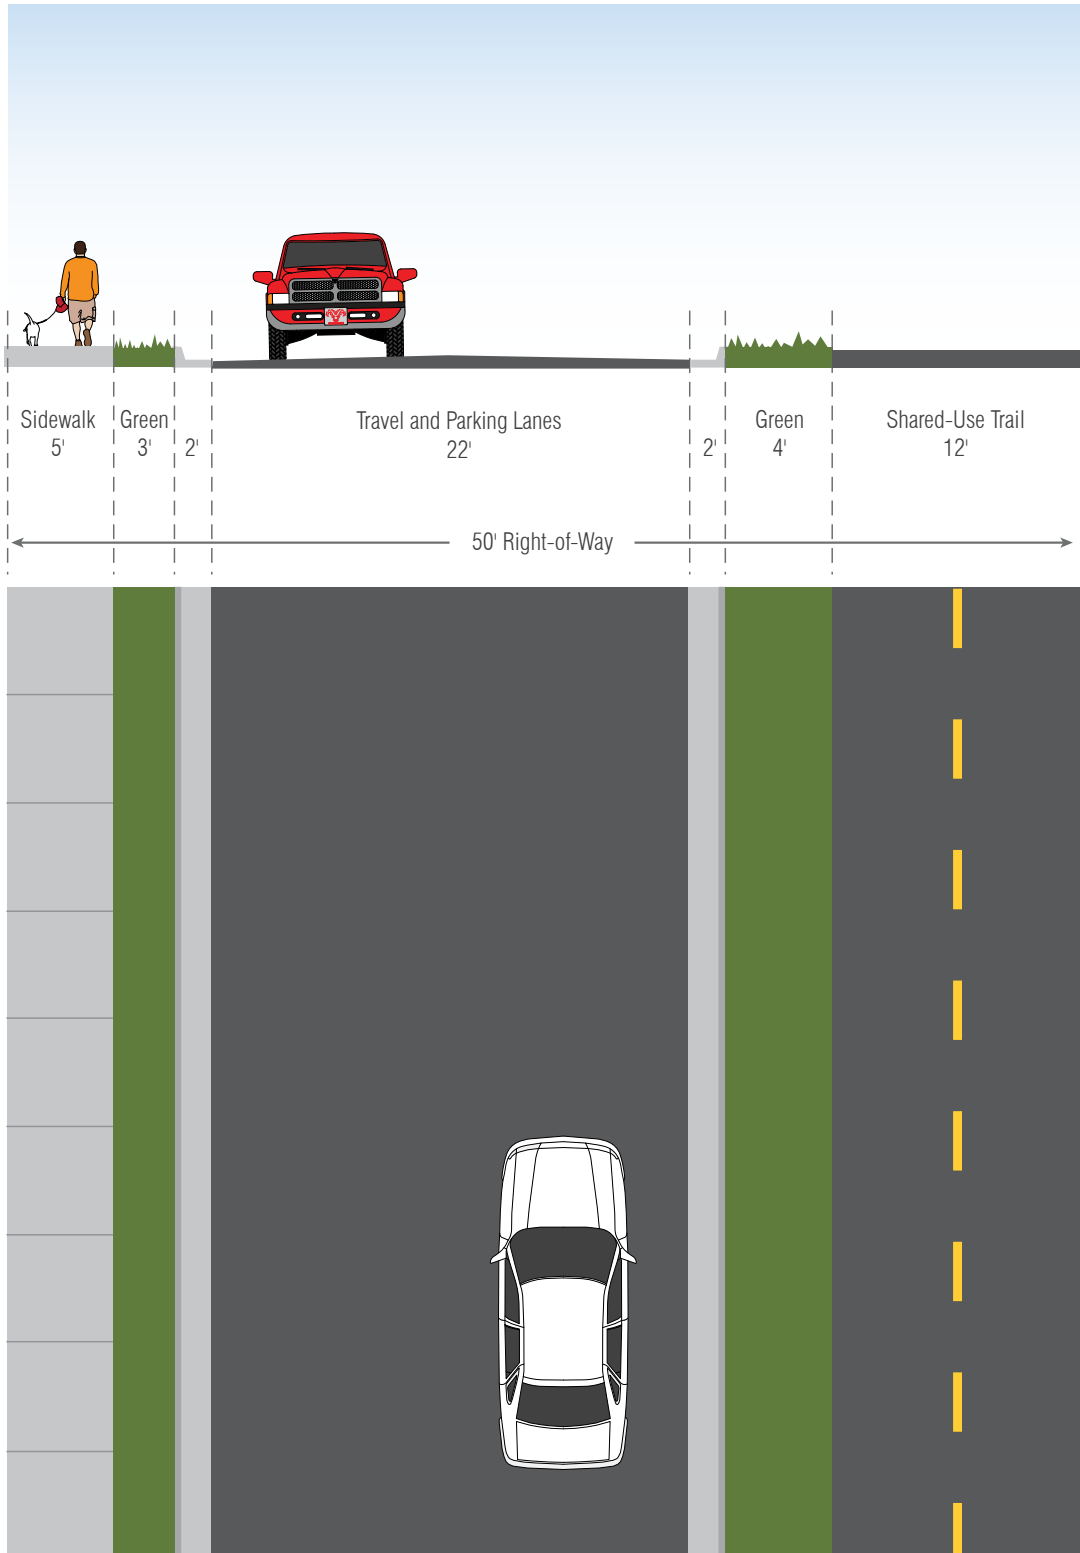 Sidewalk
5'
Green
3'
2'
Travel and Parking Lanes
22'
2'
Green
4'
Shared-Use Trail
12'
50' Right-of-Way